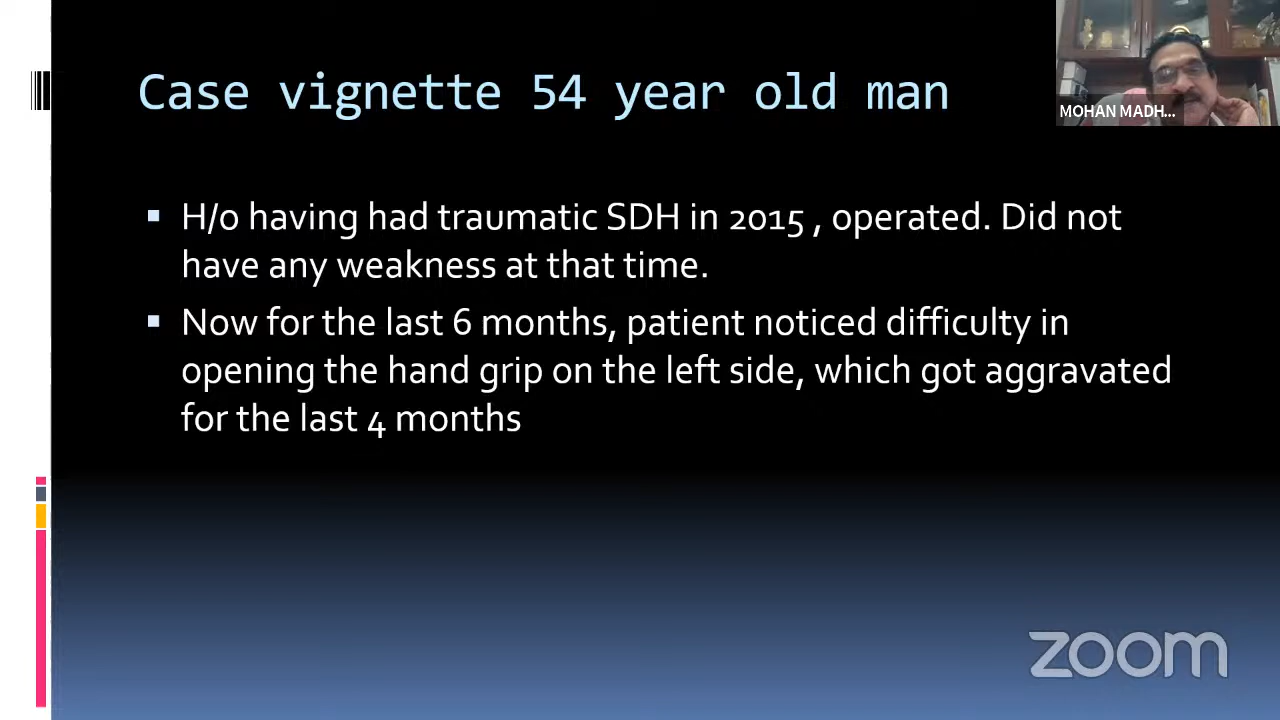 Case vignette 54 year old man
MOHAN MADH...
H/o having had traumatic SDH in 2015 , operated. Did not
have any weakness at that time.
Now for the last 6 months, patient noticed difficulty in
opening the hand grip on the left side, which got aggravated
for the last 4 months
zoom